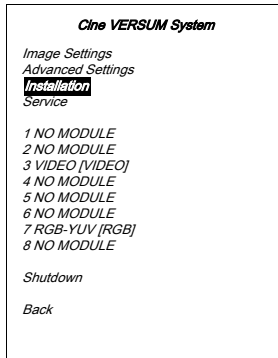 Cine VERSUM System
Image Settings
Advanced Settings
Installation
Service
1 NO MODULE
2 NO MODULE
3 VIDEO [VIDEO]
4 NO MODULE
5 NO MODULE
6 NO MODULE
7 RGB-YUV [RGB]
8 NO MODULE
Shutdown
Back